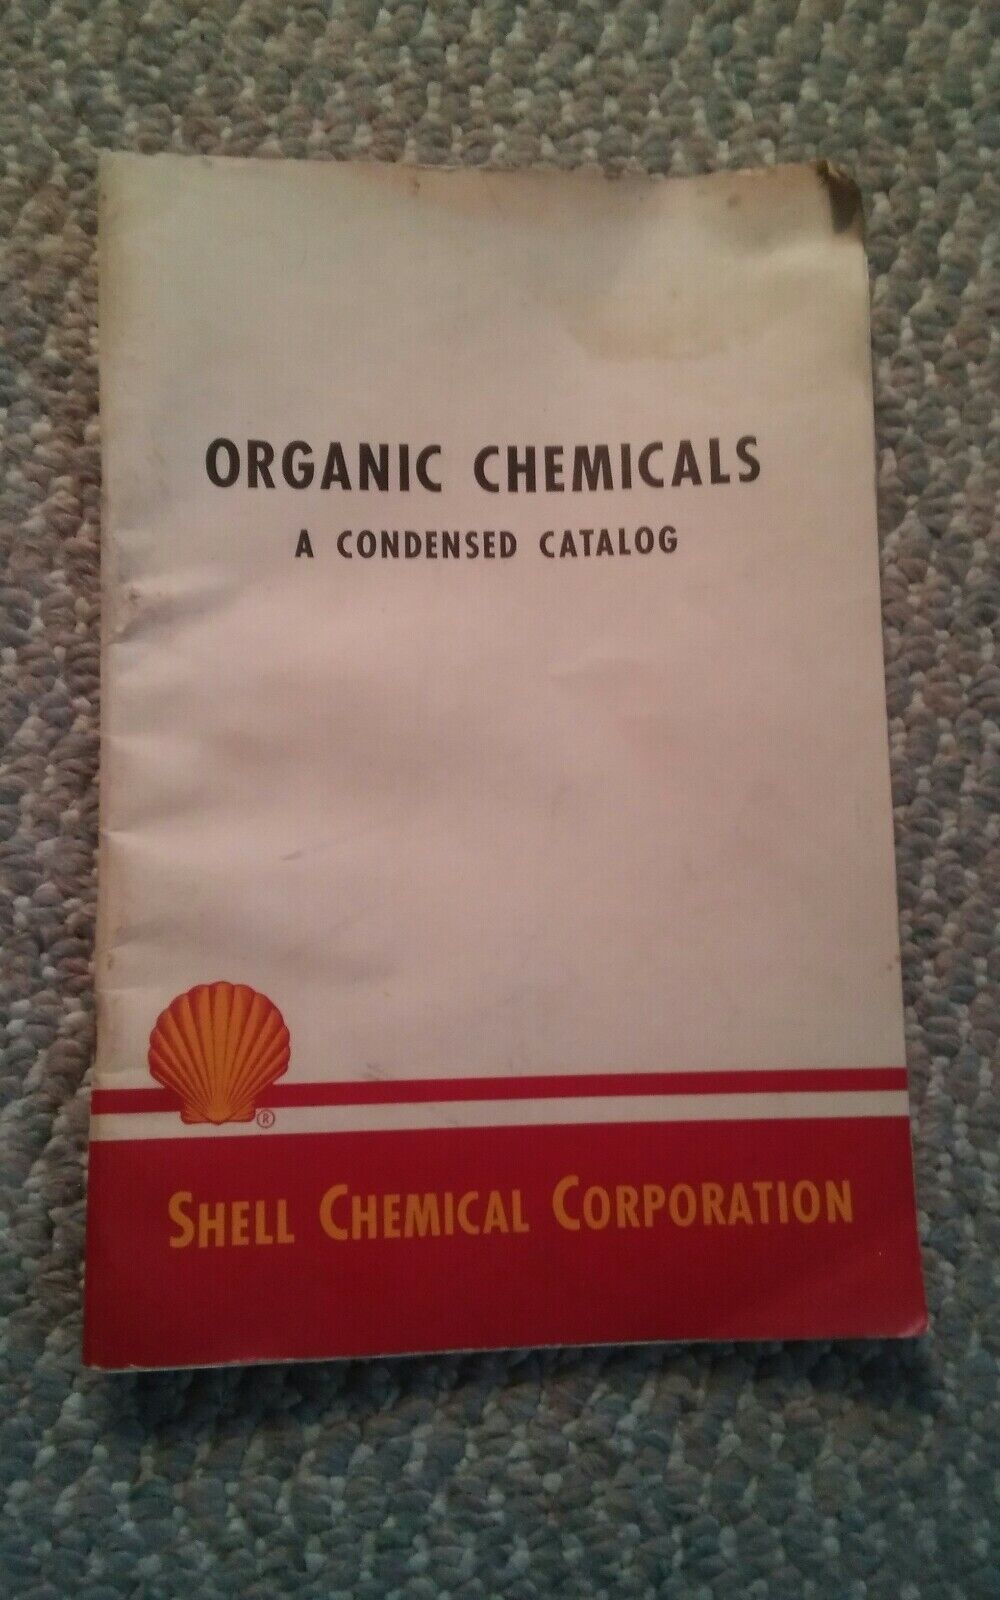 ORGANIC CHEMICALS
A CONDENSED CATALOG
®
SHELL CHEMICAL CORPORATION